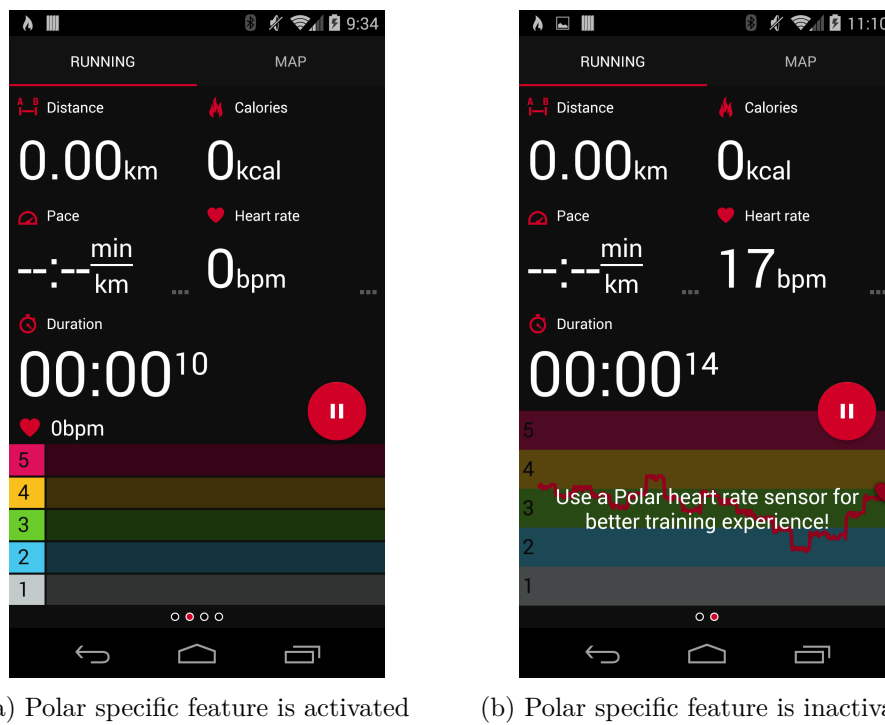 9:34
RUNNING MAP
A B Distance Calories
0.00km 0kcal
Pace Heart rate
--:-- min/km 0bpm
Duration
00:00 10
0bpm
5
4
3
2
1
a) Polar specific feature is activated
11:10
RUNNING MAP
A B Distance Calories
0.00km 0kcal
Pace Heart rate
--:-- min/km 17bpm
Duration
00:00 14
5
4
Use a Polar heart rate sensor for
3
better training experience!
2
1
(b) Polar specific feature is inactiva